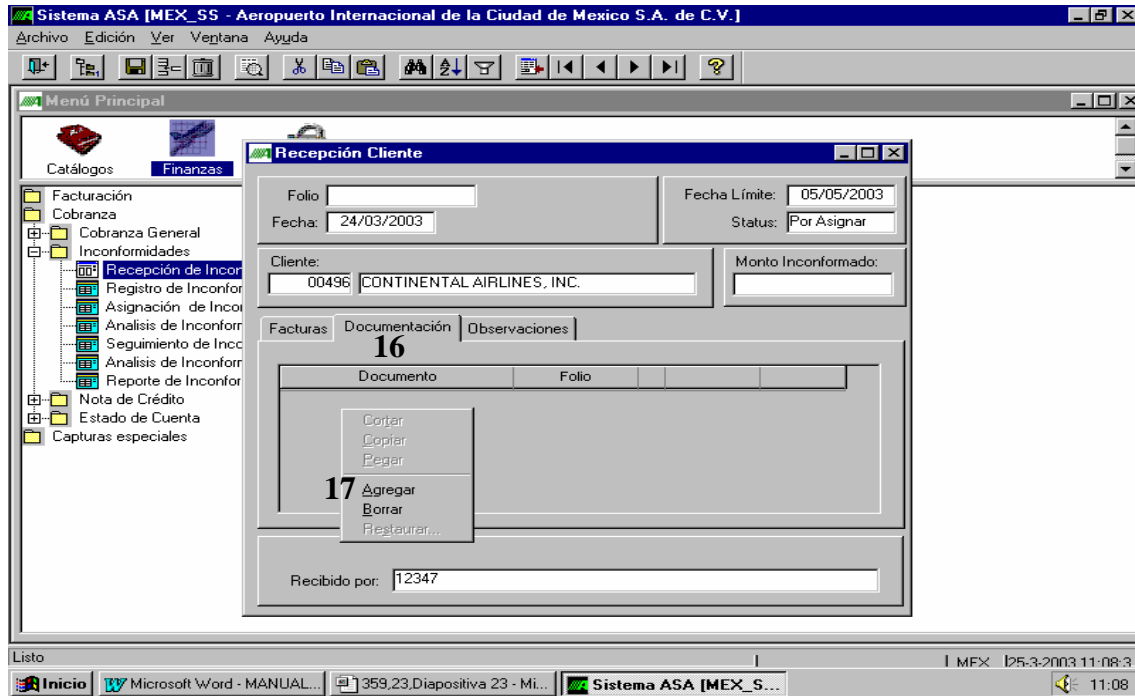 Sistema ASA [MEX_SS - Aeropuerto Internacional de la Ciudad de Mexico S.A. de C.V.]
Archivo Edición Ver Ventana Ayuda
Menú Principal
Catálogos Finanzas
Facturación
Cobranza
Cobranza General
Inconformidades
Recepción de Incor
Registro de Inconfor
Asignación de Incor
Analisis de Inconforr
Seguimiento de Incc
Analisis de Inconforr
Reporte de Inconfor
Nota de Crédito
Estado de Cuenta
Capturas especiales
Recepción Cliente
Folio
Fecha: 24/03/2003
Fecha Límite: 05/05/2003
Status: Por Asignar
Cliente:
00496 CONTINENTAL AIRLINES, INC.
Monto Inconformado:
Facturas Documentación Observaciones
16
Documento Folio
Cortar
Copiar
Pegar
17 Agregar
Borrar
Restaurar...
Recibido por: 12347
Listo
MEX 25-3-2003 11:08:3
Inicio Microsoft Word - MANUAL... 359,23,Diapositiva 23 - Mi... Sistema ASA [MEX_S... 11:08